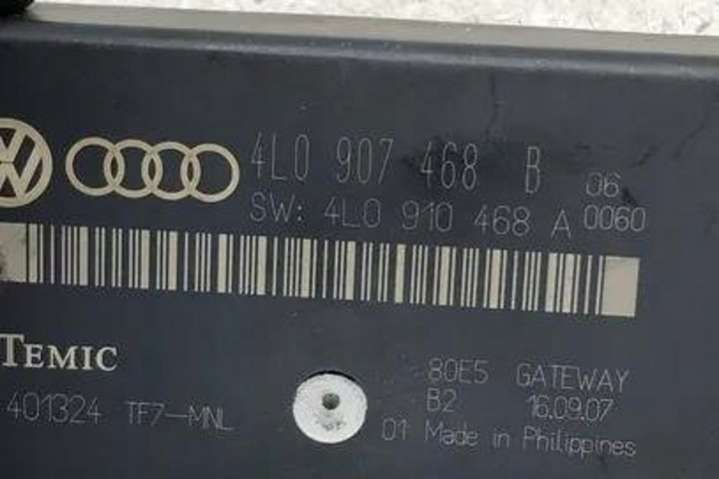 4L0 907 468 B 06
SW: 4L0 910 468 A 0060
TEMIC
80E5 GATEWAY
B2 16.09.07
401324 TF7-MNL
01 Made in Philippines